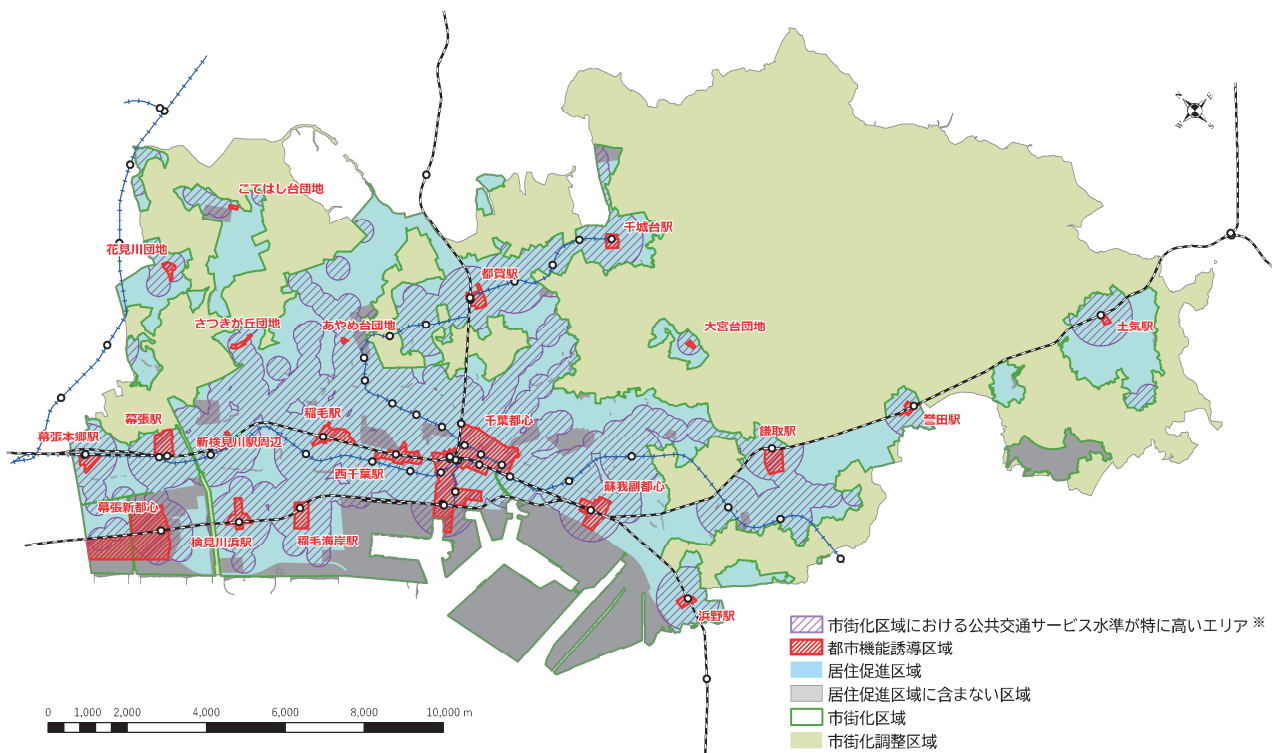 N
E
W
S
こてはし台団地
千城台駅
花見川団地
都賀駅
さつきが丘団地
あやめ台団地
大宮台団地
土気駅
幕張駅
稲毛駅
千葉都心
誉田駅
幕張本郷駅
新検見川駅周辺
鎌取駅
西千葉駅
蘇我副都心
幕張新都心
検見川浜駅
稲毛海岸駅
浜野駅
市街化区域における公共交通サービス水準が特に高いエリア ※
都市機能誘導区域
居住促進区域
居住促進区域に含まない区域
市街化区域
市街化調整区域
0 1,000 2,000 4,000 6,000 8,000 10,000 m